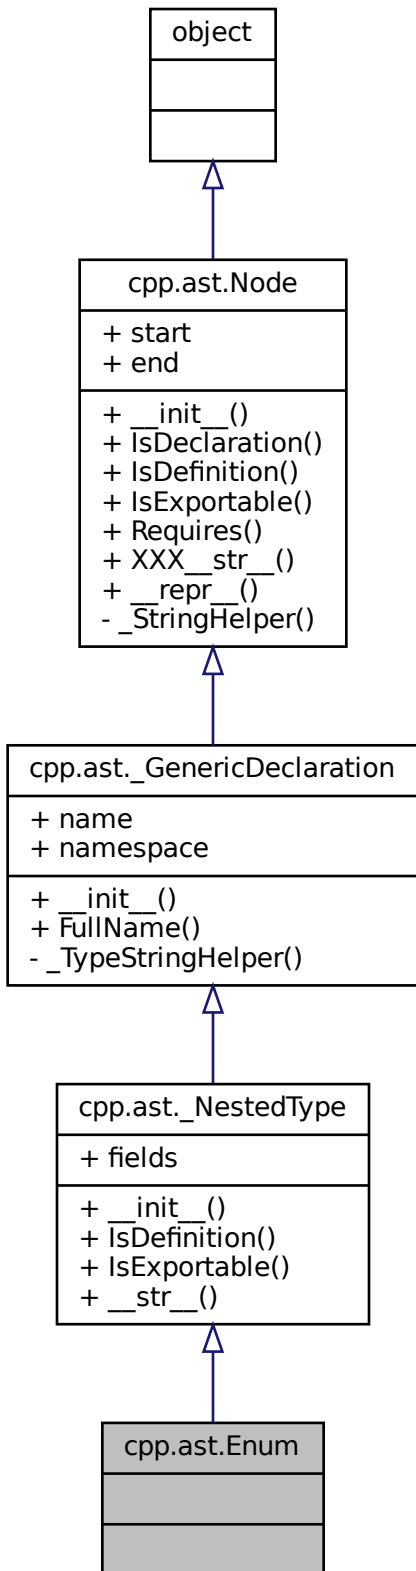 object
cpp.ast.Node
+ start
+ end
+ __init__()
+ IsDeclaration()
+ IsDefinition()
+ IsExportable()
+ Requires()
+ XXX__str__()
+ __repr__()
- _StringHelper()
cpp.ast._GenericDeclaration
+ name
+ namespace
+ __init__()
+ FullName()
- _TypeStringHelper()
cpp.ast._NestedType
+ fields
+ __init__()
+ IsDefinition()
+ IsExportable()
+ __str__()
cpp.ast.Enum